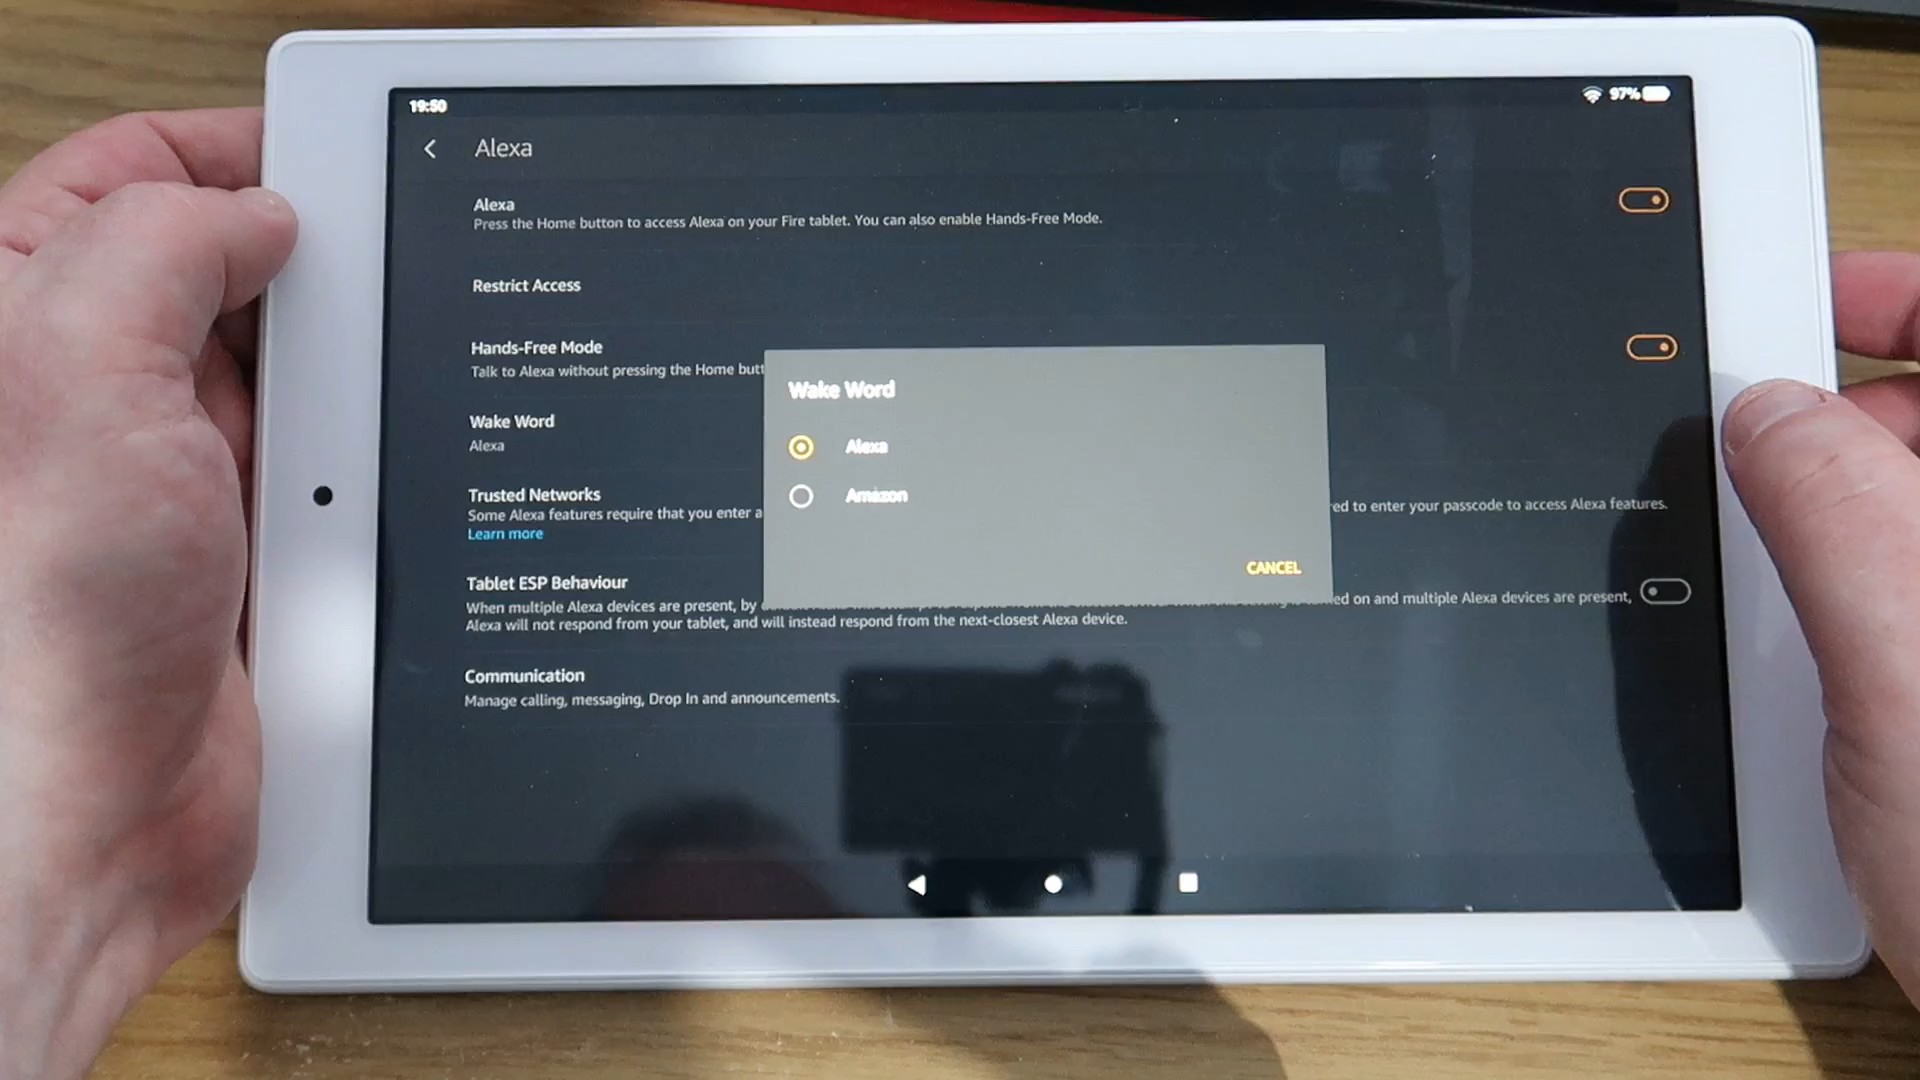 19:50
97%
Alexa
Alexa
Press the Home button to access Alexa on your Fire tablet. You can also enable Hands-Free Mode.
Restrict Access
Hands-Free Mode
Talk to Alexa without pressing the Home
Wake Word
Alexa
Wake Word
Alexa
Amazon
CANCEL
Trusted Networks
Some Alexa features require that you enter a
ed to enter your passcode to access Alexa features.
Learn more
Tablet ESP Behaviour
When multiple Alexa devices are present, by
ed on and multiple Alexa devices are present,
Alexa will not respond from your tablet, and will instead respond from the next-closest Alexa device.
Communication
Manage calling, messaging, Drop In and announcements.